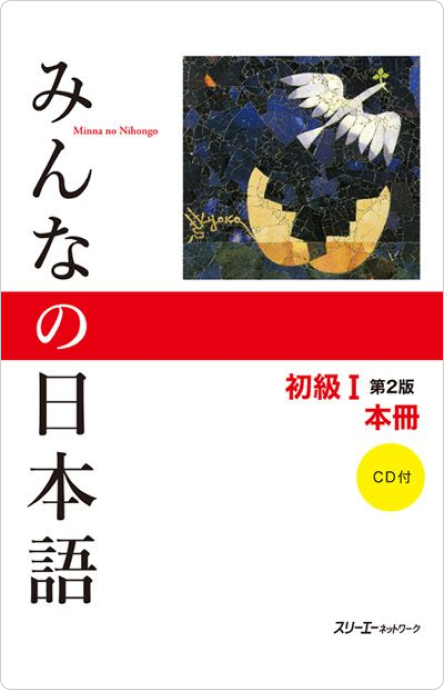 みんなの日本語
Minna no Nihongo
初級 I 第2版
本冊
CD付
スリーエーネットワーク